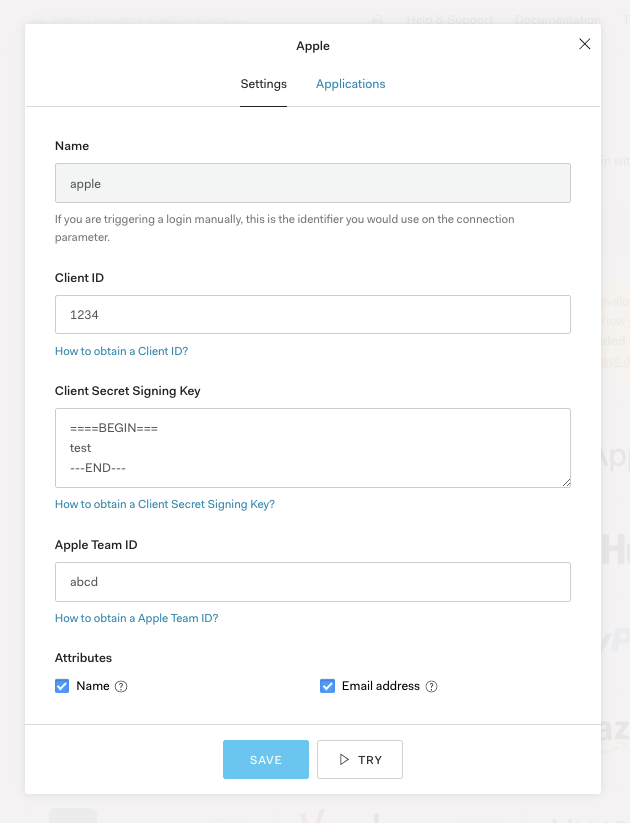 Help & Support Documentation
Apple
Settings Applications
Name
apple
If you are triggering a login manually, this is the identifier you would use on the connection
parameter.
Client ID
1234
How to obtain a Client ID?
Client Secret Signing Key
====BEGIN===
test
---END---
How to obtain a Client Secret Signing Key?
Apple Team ID
abcd
How to obtain a Apple Team ID?
Attributes
Name
Email address
SAVE
TRY